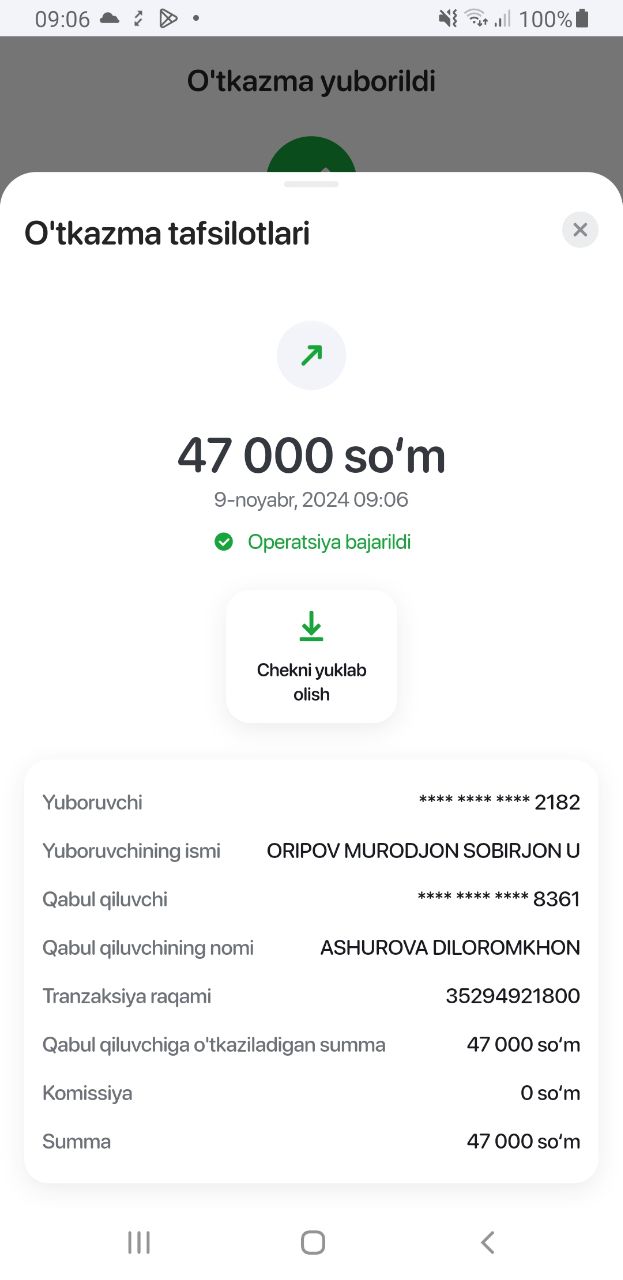 09:06 100%
O'tkazma yuborildi
O'tkazma tafsilotlari
47 000 so‘m
9-noyabr, 2024 09:06
Operatsiya bajarildi
Chekni yuklab
olish
Yuboruvchi **** **** **** 2182
Yuboruvchining ismi ORIPOV MURODJON SOBIRJON U
Qabul qiluvchi **** **** **** 8361
Qabul qiluvchining nomi ASHUROVA DILOROMKHON
Tranzaksiya raqami 35294921800
Qabul qiluvchiga o'tkaziladigan summa 47 000 so‘m
Komissiya 0 so‘m
Summa 47 000 so‘m